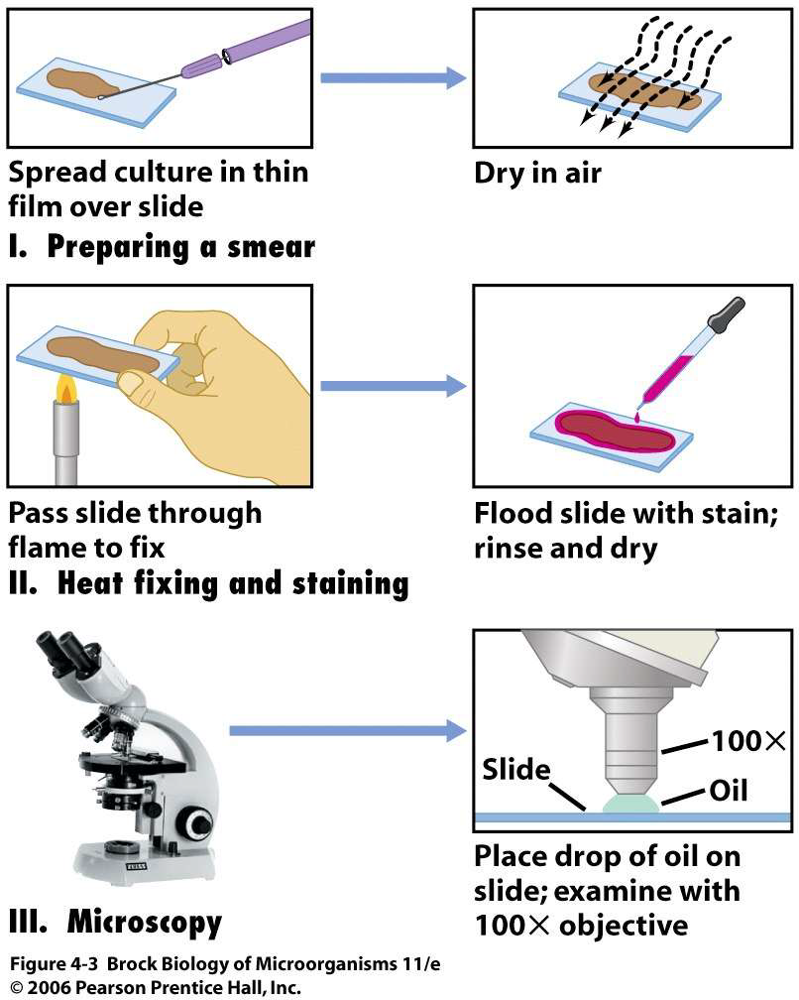 Spread culture in thin
film over slide
Dry in air
I. Preparing a smear
Pass slide through
flame to fix
Flood slide with stain;
rinse and dry
II. Heat fixing and staining
ZEISS
100×
Slide
Oil
Place drop of oil on
slide; examine with
100× objective
III. Microscopy
Figure 4-3 Brock Biology of Microorganisms 11/e
© 2006 Pearson Prentice Hall, Inc.